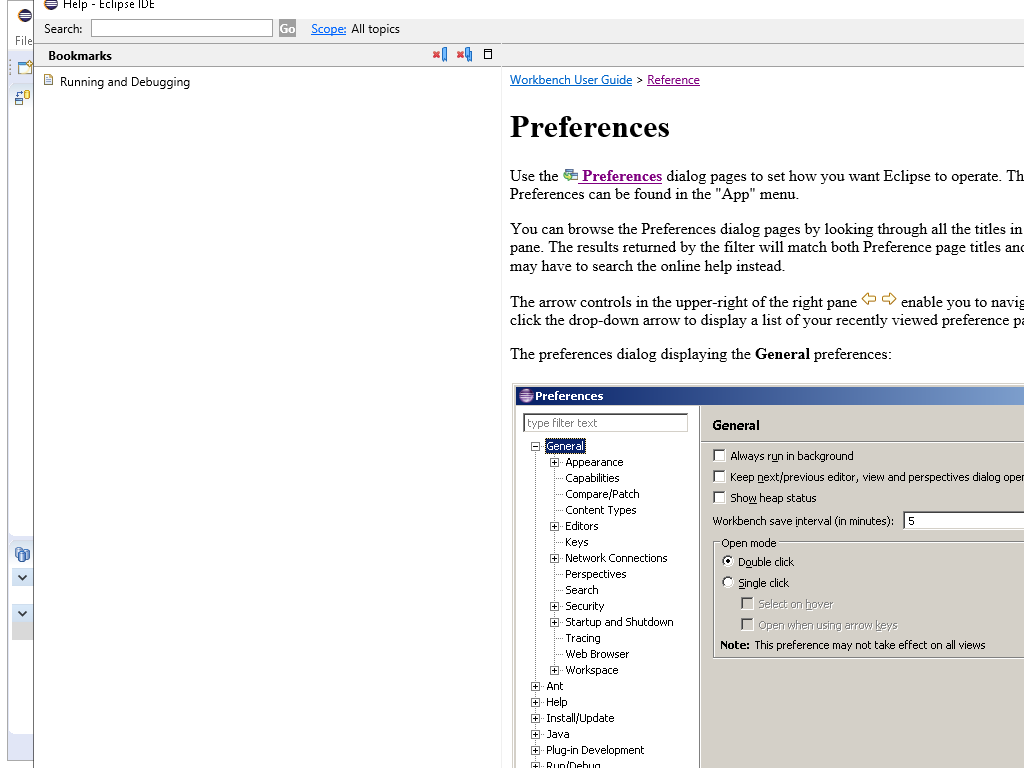 Help - Eclipse IDE
File
Search:
Go
Scope: All topics
Bookmarks
Running and Debugging
Workbench User Guide > Reference
Preferences
Use the Preferences dialog pages to set how you want Eclipse to operate. Th
Preferences can be found in the "App" menu.
You can browse the Preferences dialog pages by looking through all the titles in
pane. The results returned by the filter will match both Preference page titles and
may have to search the online help instead.
The arrow controls in the upper-right of the right pane enable you to navig
click the drop-down arrow to display a list of your recently viewed preference pa
The preferences dialog displaying the General preferences:
Preferences
type filter text
General
Appearance
Capabilities
Compare/Patch
Content Types
Editors
Keys
Network Connections
Perspectives
Search
Security
Startup and Shutdown
Tracing
Web Browser
Workspace
Ant
Help
Install/Update
Java
Plug-in Development
Run/Debug
General
Always run in background
Keep next/previous editor, view and perspectives dialog oper
Show heap status
Workbench save interval (in minutes): 5
Open mode
Double click
Single click
Select on hover
Open when using arrow keys
Note: This preference may not take effect on all views